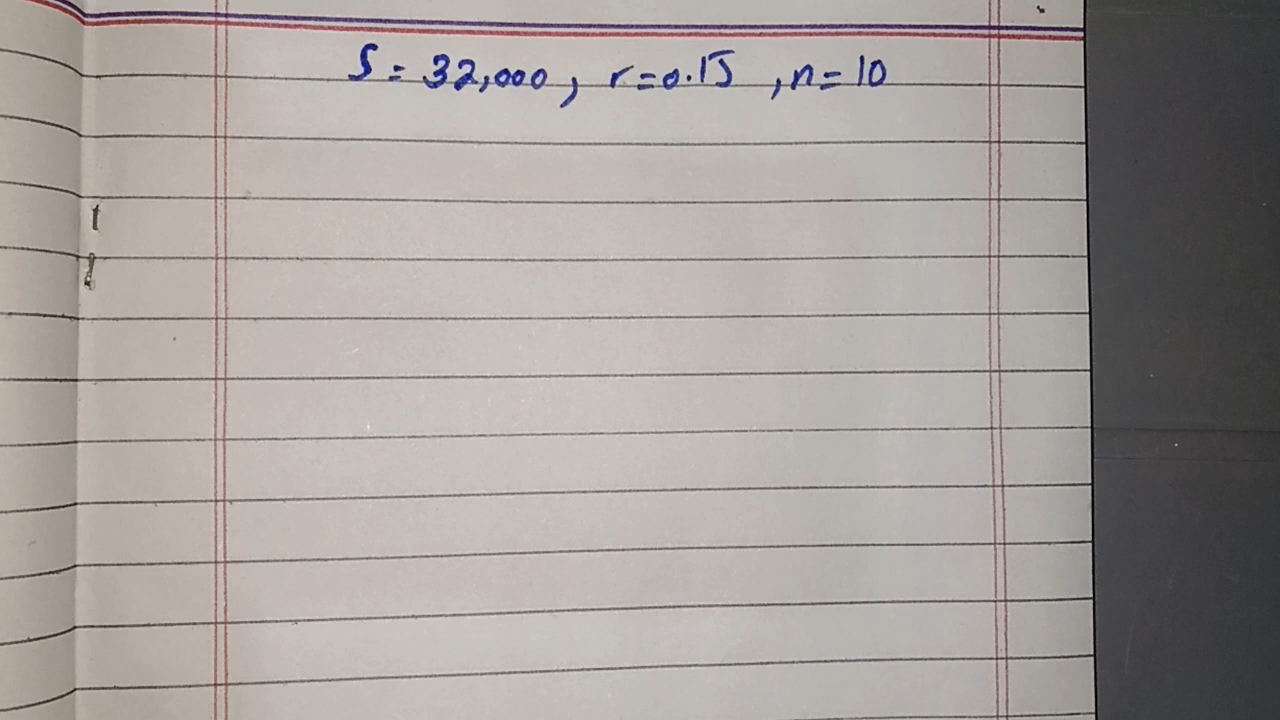 S = 32,000, r=0.15, n=10